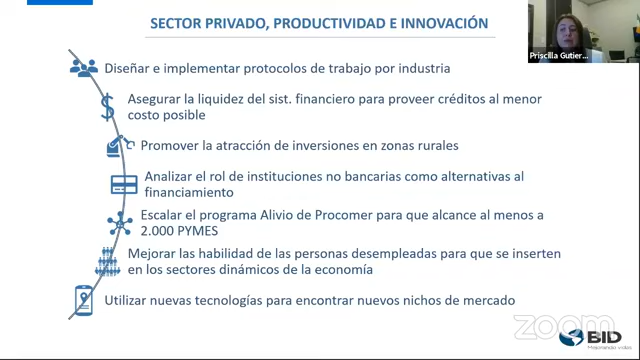 SECTOR PRIVADO, PRODUCTIVIDAD E INNOVACIÓN
Priscilla Gutier...
Diseñar e implementar protocolos de trabajo por industria
Asegurar la liquidez del sist. financiero para proveer créditos al menor
costo posible
Promover la atracción de inversiones en zonas rurales
Analizar el rol de instituciones no bancarias como alternativas al
financiamiento
Escalar el programa Alivio de Procomer para que alcance al menos a
2.000 PYMES
Mejorar las habilidad de las personas desempleadas para que se inserten
en los sectores dinámicos de la economía
Utilizar nuevas tecnologías para encontrar nuevos nichos de mercado
zoom
BID
Mejorando vidas